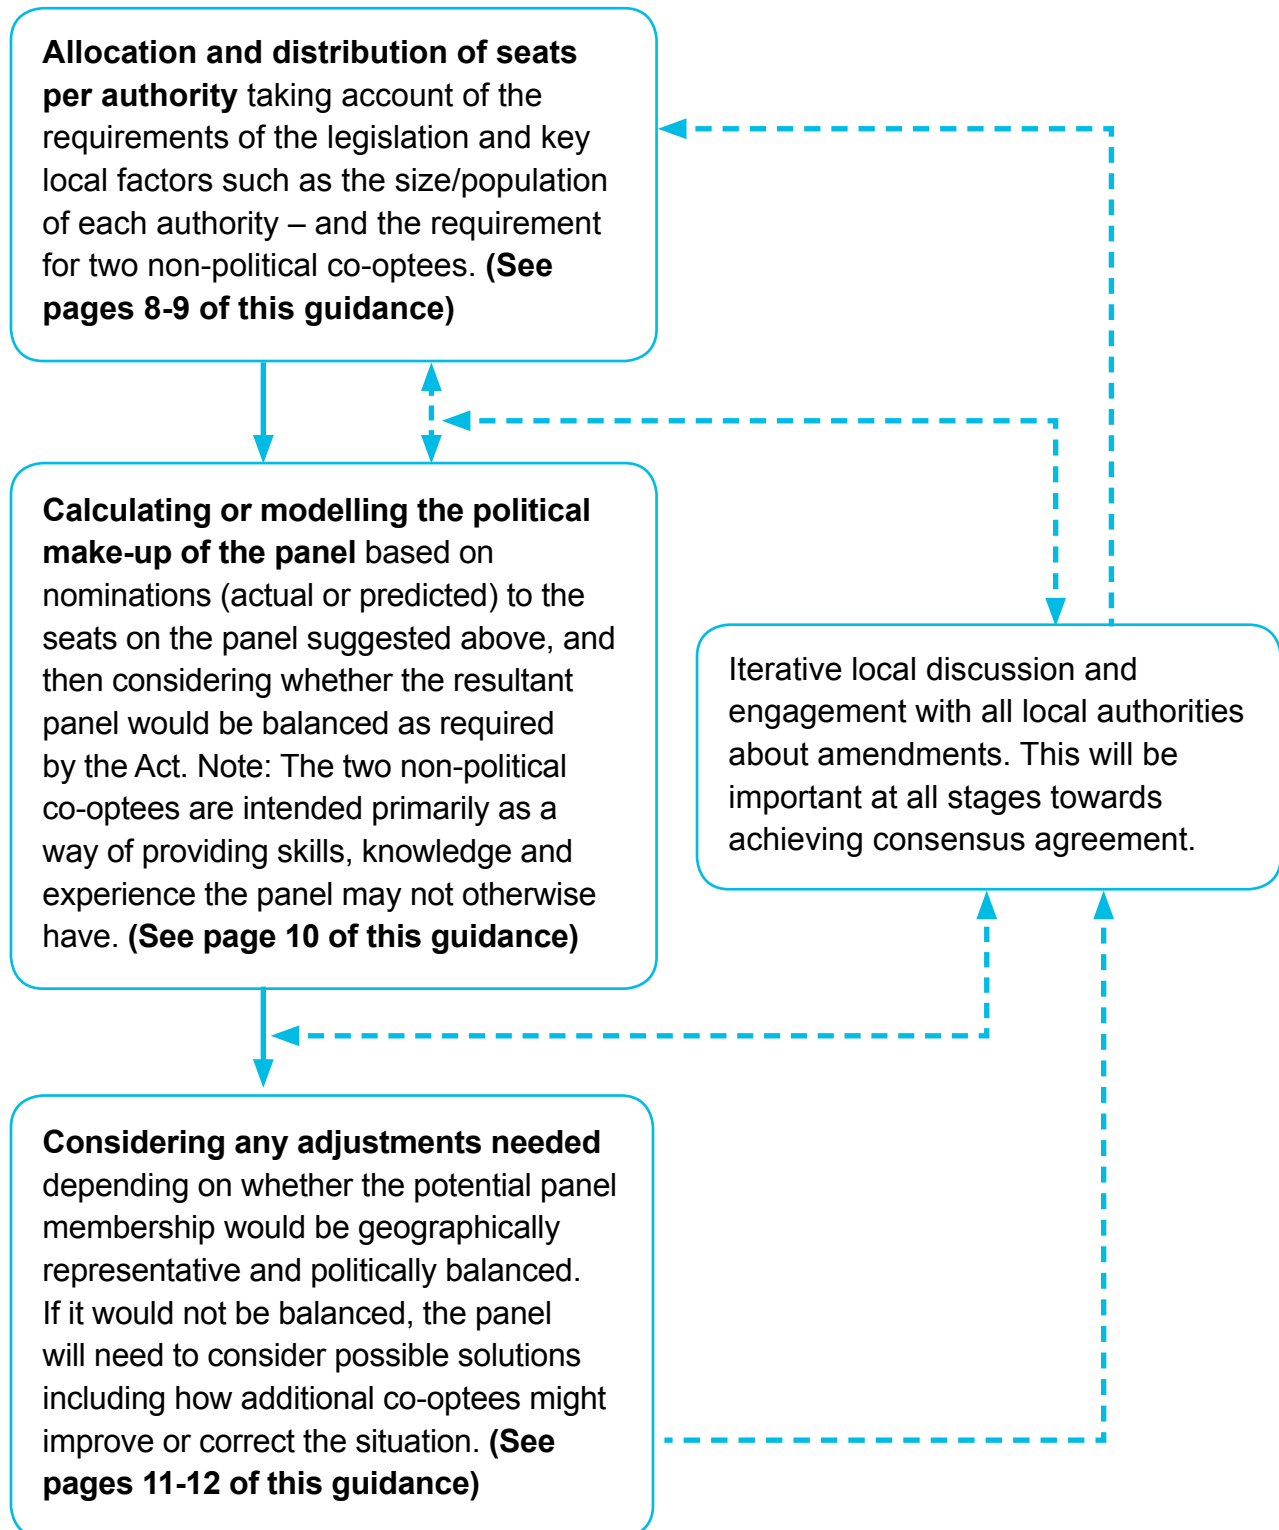 Allocation and distribution of seats
per authority taking account of the
requirements of the legislation and key
local factors such as the size/population
of each authority – and the requirement
for two non-political co-optees. (See
pages 8-9 of this guidance)
Calculating or modelling the political
make-up of the panel based on
nominations (actual or predicted) to the
seats on the panel suggested above, and
then considering whether the resultant
panel would be balanced as required
by the Act. Note: The two non-political
co-optees are intended primarily as a
way of providing skills, knowledge and
experience the panel may not otherwise
have. (See page 10 of this guidance)
Iterative local discussion and
engagement with all local authorities
about amendments. This will be
important at all stages towards
achieving consensus agreement.
Considering any adjustments needed
depending on whether the potential panel
membership would be geographically
representative and politically balanced.
If it would not be balanced, the panel
will need to consider possible solutions
including how additional co-optees might
improve or correct the situation. (See
pages 11-12 of this guidance)